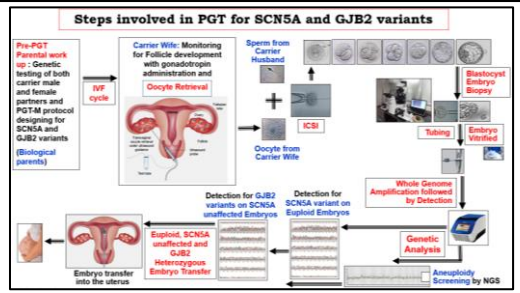 Steps involved in PGT for SCN5A and GJB2 variants
Pre-PGT
Parental work
up : Genetic
testing of both
carrier male
and female
partners and
PGT-M protocol
designing for
SCN5A and
GJB2 variants
(Biological
parents)
IVF
cycle
Carrier Wife: Monitoring
for Follicle development
with gonadotropin
administration and
Oocyte Retrieval
Sperm from
Carrier
Husband
ICSI
Oocyte from
Carrier Wife
Blastocyst
Embryo
Biopsy
Tubing
Embryo
Vitrified
Whole Genome
Amplification followed
by Detection
Genetic
Analysis
Aneuploidy
Screening by NGS
Detection for
SCN5A variant on
Euploid Embryos
Detection for GJB2
variants on SCN5A
unaffected Embryos
Euploid, SCN5A
unaffected and
GJB2
Heterozygous
Embryo Transfer
Embryo transfer
into the uterus